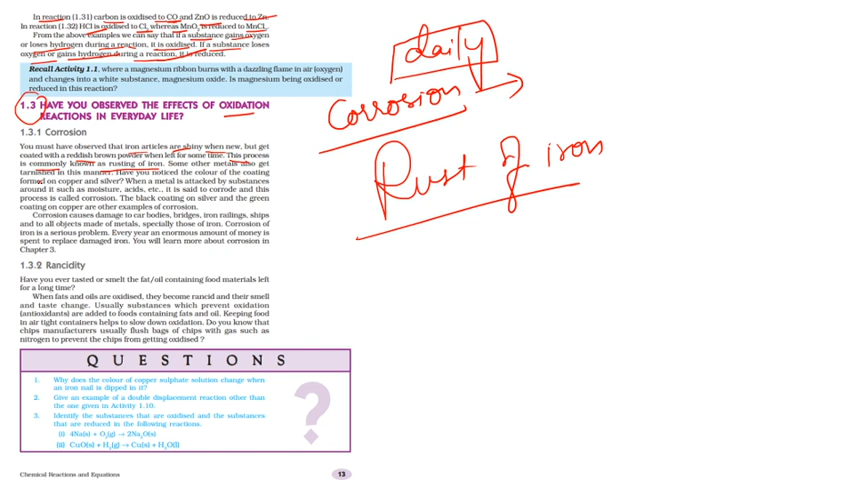 In reaction (1.31) carbon is oxidised to CO and ZnO is reduced to Zn.
In reaction (1.32) HCl is oxidised to Cl2 whereas MnO2 is reduced to MnCl2.
From the above examples we can say that if a substance gains oxygen
or loses hydrogen during a reaction, it is oxidised. If a substance loses
oxygen or gains hydrogen during a reaction, it is reduced.
Recall Activity 1.1, where a magnesium ribbon burns with a dazzling flame in air (oxygen)
and changes into a white substance, magnesium oxide. Is magnesium being oxidised or
reduced in this reaction?
1.3 HAVE YOU OBSERVED THE EFFECTS OF OXIDATION
REACTIONS IN EVERYDAY LIFE?
1.3.1 Corrosion
You must have observed that iron articles are shiny when new, but get
coated with a reddish brown powder when left for some time. This process
is commonly known as rusting of iron. Some other metals also get
tarnished in this manner. Have you noticed the colour of the coating
formed on copper and silver? When a metal is attacked by substances
around it such as moisture, acids, etc., it is said to corrode and this
process is called corrosion. The black coating on silver and the green
coating on copper are other examples of corrosion.
Corrosion causes damage to car bodies, bridges, iron railings, ships
and to all objects made of metals, specially those of iron. Corrosion of
iron is a serious problem. Every year an enormous amount of money is
spent to replace damaged iron. You will learn more about corrosion in
Chapter 3.
1.3.2 Rancidity
Have you ever tasted or smelt the fat/oil containing food materials left
for a long time?
When fats and oils are oxidised, they become rancid and their smell
and taste change. Usually substances which prevent oxidation
(antioxidants) are added to foods containing fats and oil. Keeping food
in air tight containers helps to slow down oxidation. Do you know that
chips manufacturers usually flush bags of chips with gas such as
nitrogen to prevent the chips from getting oxidised ?
QUESTIONS
1. Why does the colour of copper sulphate solution change when
an iron nail is dipped in it?
2. Give an example of a double displacement reaction other than
the one given in Activity 1.10.
3. Identify the substances that are oxidised and the substances
that are reduced in the following reactions.
(i) 4Na(s) + O2(g) → 2Na2O(s)
(ii) CuO(s) + H2(g) → Cu(s) + H2O(l)
?
Chemical Reactions and Equations
13
daily
Corrosion →
Rust of iron